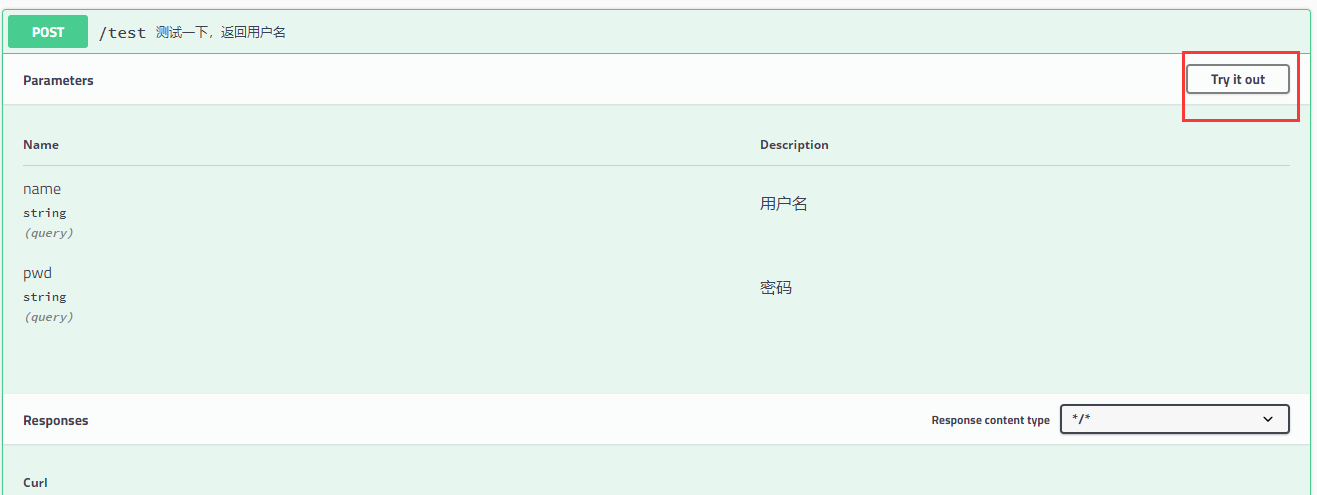 POST /test 测试一下，返回用户名
Parameters Try it out
Name Description
name
string
(query)
用户名
pwd
string
(query)
密码
Responses Response content type */*
Curl